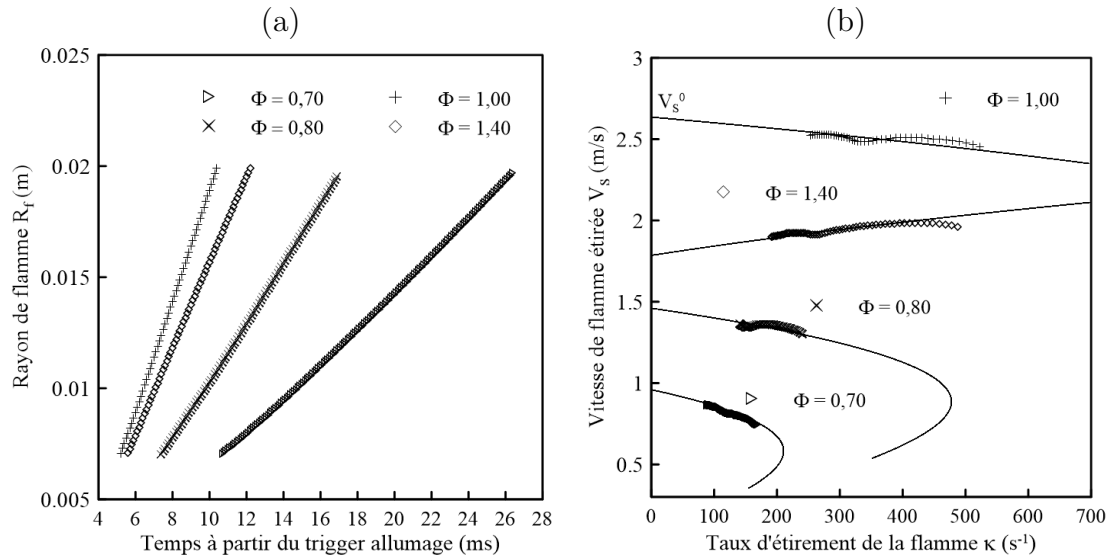 (a)
0.025
0.02
0.015
0.01
0.005
Rayon de flamme R_f (m)
Φ = 0,70
Φ = 1,00
Φ = 0,80
Φ = 1,40
4 6 8 10 12 14 16 18 20 22 24 26 28
Temps à partir du trigger allumage (ms)
(b)
3
2.5
2
1.5
1
0.5
Vitesse de flamme étirée V_s (m/s)
V_s^0
Φ = 1,00
Φ = 1,40
Φ = 0,80
Φ = 0,70
0 100 200 300 400 500 600 700
Taux d'étirement de la flamme κ (s⁻¹)